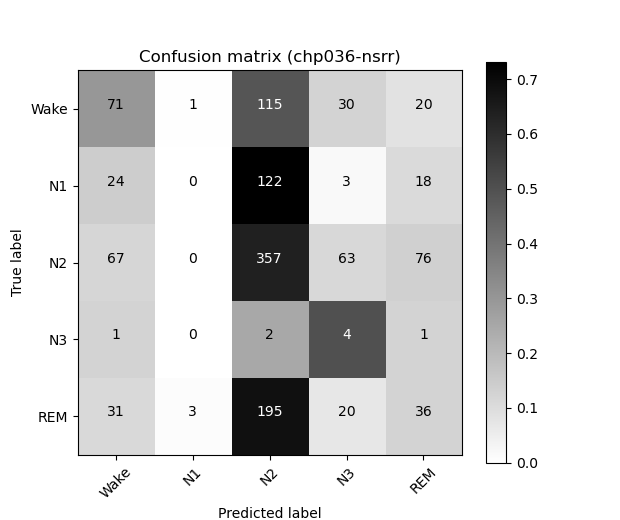 Confusion matrix (chp036-nsrr)
Wake 71 1 115 30 20
N1 24 0 122 3 18
N2 67 0 357 63 76
N3 1 0 2 4 1
REM 31 3 195 20 36
Wake N1 N2 N3 REM
True label
Predicted label
0.7
0.6
0.5
0.4
0.3
0.2
0.1
0.0